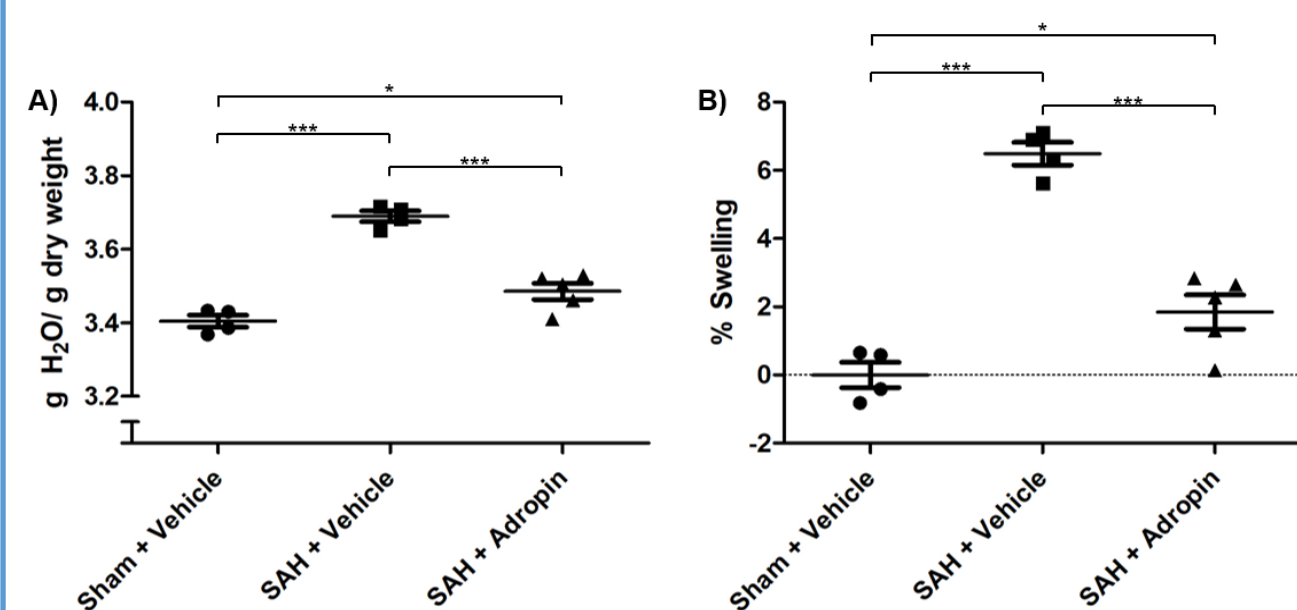 A)
g H₂O/ g dry weight
4.0
3.8
3.6
3.4
3.2
*
***
***
Sham + Vehicle
SAH + Vehicle
SAH + Adropin
B)
% Swelling
8
6
4
2
0
-2
*
***
***
Sham + Vehicle
SAH + Vehicle
SAH + Adropin